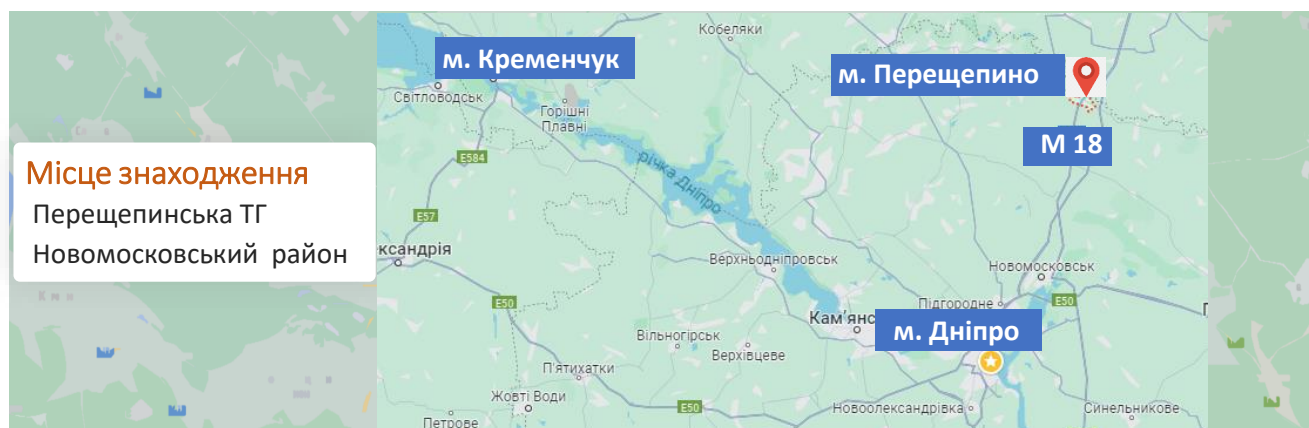 Кобеляки
м. Кременчук
м. Перещепино
Світловодськ
Горішні
Плавні
М 18
E584
річка Дніпро
Місце знаходження
Перещепинська ТГ
Новомосковський район
E57
ександрія
Верхньодніпровськ
Новомосковськ
E50
E50
Підгородне
Кам’янс
м. Дніпро
Вільногірськ
Верхівцеве
П'ятихатки
Жовті Води
E50
Новоолександрівка
Синельникове
Петрове